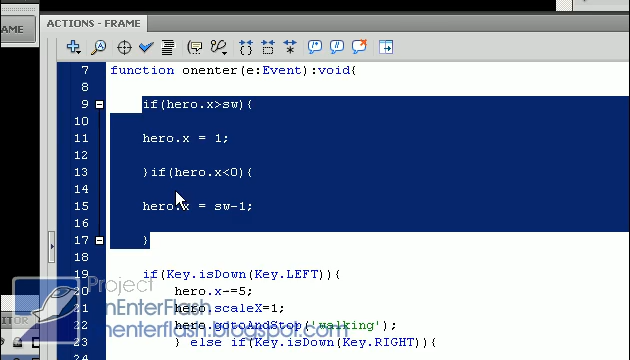 AME
ACTIONS - FRAME
7 function onenter(e:Event):void{
8
9 if(hero.x>sw){
10
11 hero.x = 1;
12
13 }if(hero.x<0){
14
15 hero.x = sw-1;
16
17 }
18
19 if(Key.isDown(Key.LEFT)){
20 hero.x-=5;
21 hero.scaleX=1;
22 hero.gotoAndStop('walking');
23 } else if(Key.isDown(Key.RIGHT)){
Project
nEnterFlash
nenterflash.blogspot.com
ITOR